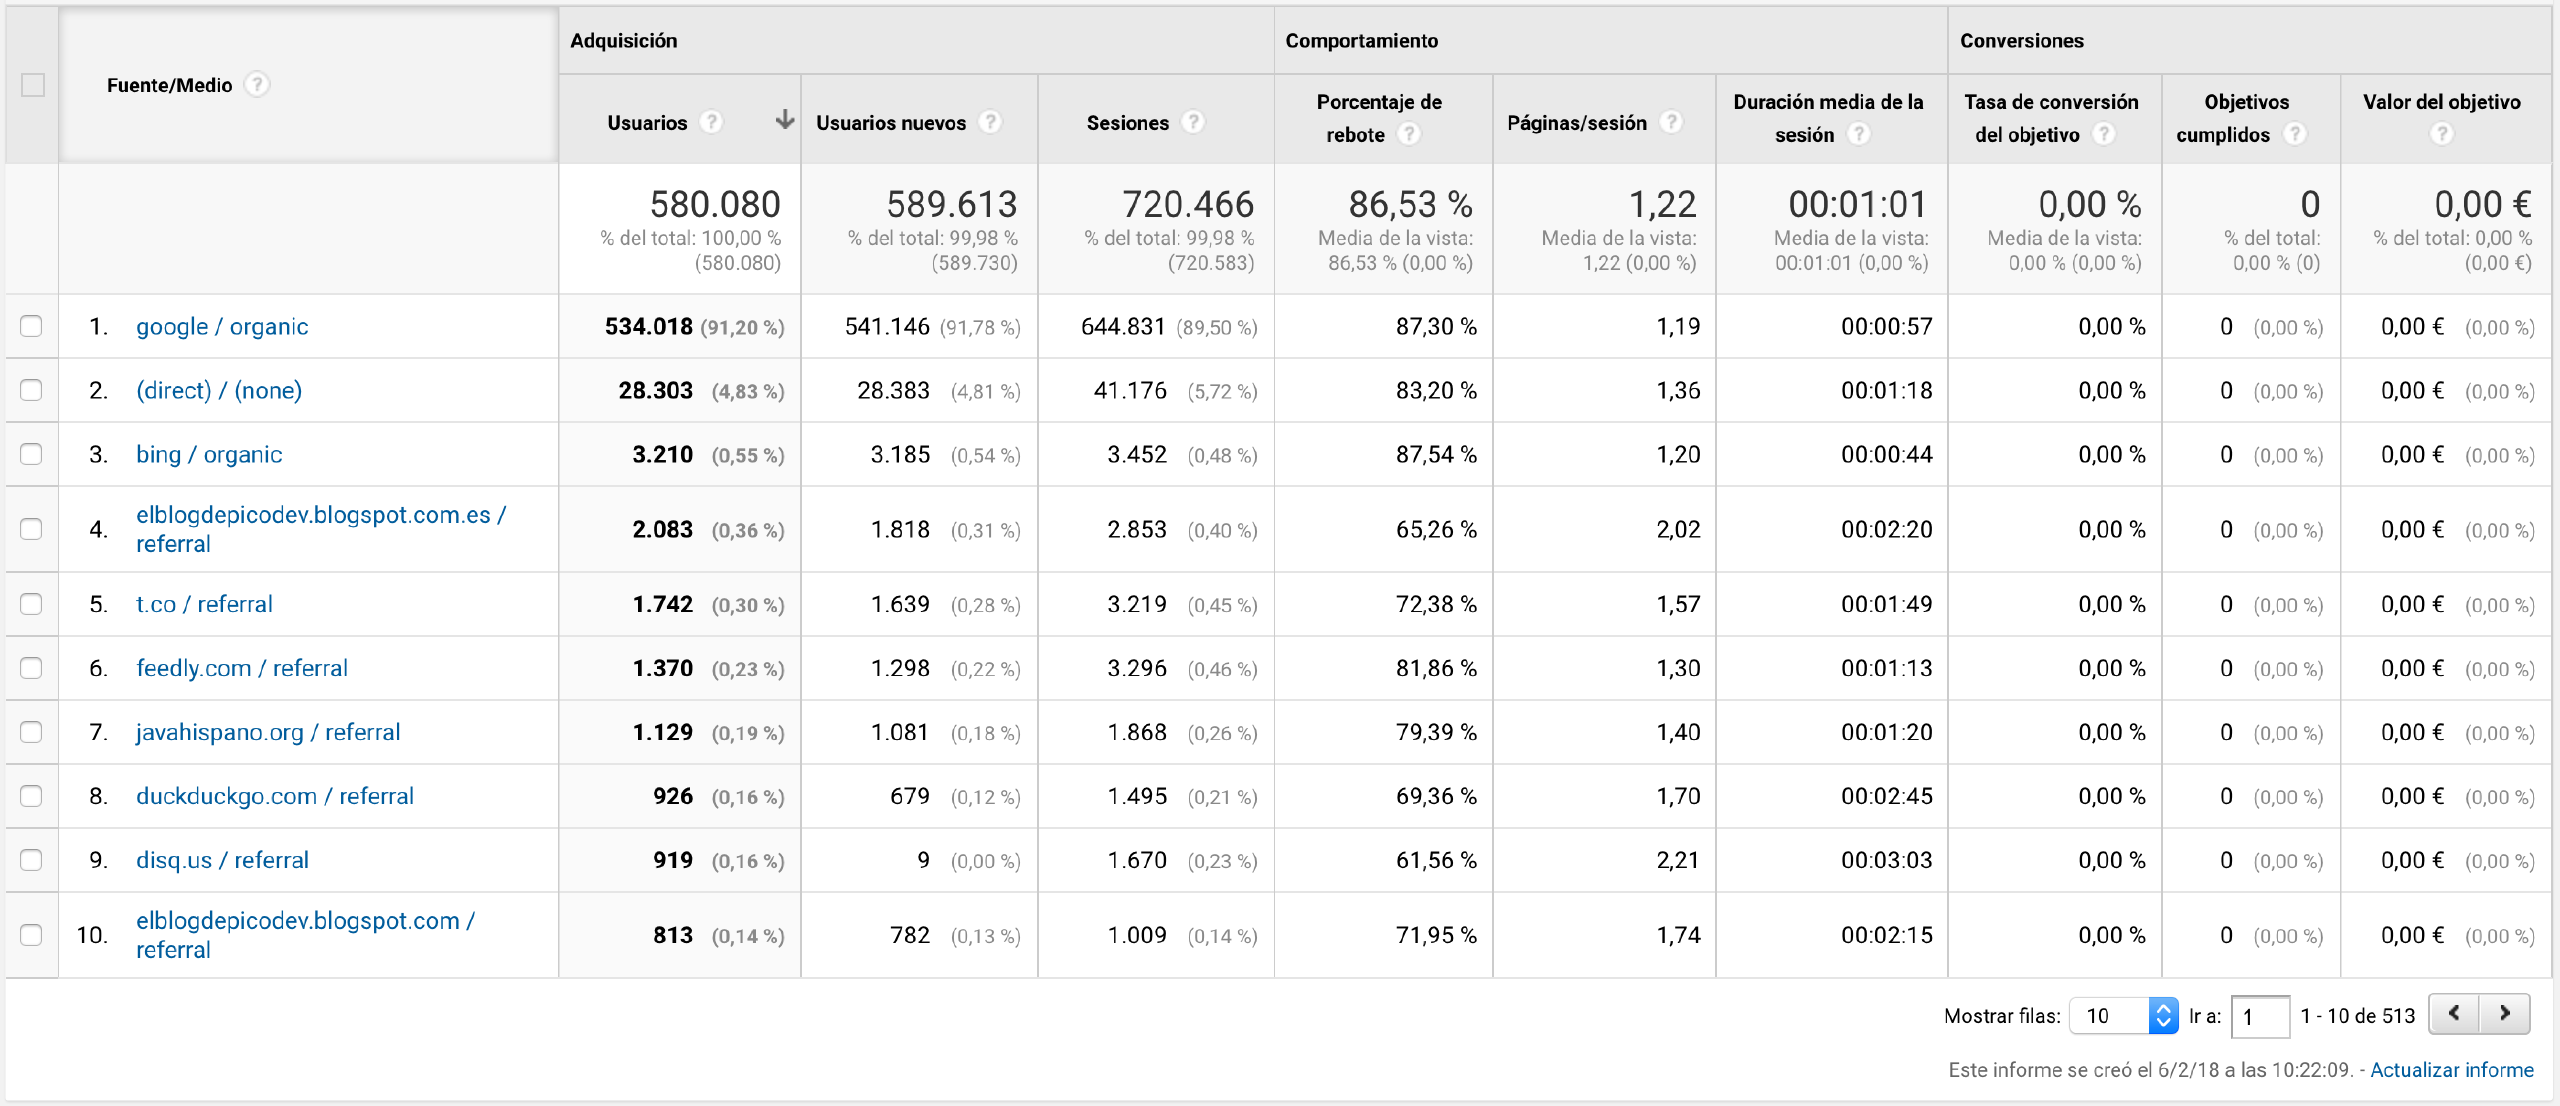 Adquisición Comportamiento Conversiones
Fuente/Medio ?
Usuarios ? Usuarios nuevos ? Sesiones ? Porcentaje de rebote ? Páginas/sesión ? Duración media de la sesión ? Tasa de conversión del objetivo ? Objetivos cumplidos ? Valor del objetivo ?
580.080 589.613 720.466 86,53 % 1,22 00:01:01 0,00 % 0 0,00 €
% del total: 100,00 % % del total: 99,98 % % del total: 99,98 % Media de la vista: Media de la vista: Media de la vista: Media de la vista: % del total: % del total: 0,00 %
(580.080) (589.730) (720.583) 86,53 % (0,00 %) 1,22 (0,00 %) 00:01:01 (0,00 %) 0,00 % (0,00 %) 0,00 % (0) (0,00 €)
1. google / organic 534.018 (91,20 %) 541.146 (91,78 %) 644.831 (89,50 %) 87,30 % 1,19 00:00:57 0,00 % 0 (0,00 %) 0,00 € (0,00 %)
2. (direct) / (none) 28.303 (4,83 %) 28.383 (4,81 %) 41.176 (5,72 %) 83,20 % 1,36 00:01:18 0,00 % 0 (0,00 %) 0,00 € (0,00 %)
3. bing / organic 3.210 (0,55 %) 3.185 (0,54 %) 3.452 (0,48 %) 87,54 % 1,20 00:00:44 0,00 % 0 (0,00 %) 0,00 € (0,00 %)
4. elblogdepicodev.blogspot.com.es / referral 2.083 (0,36 %) 1.818 (0,31 %) 2.853 (0,40 %) 65,26 % 2,02 00:02:20 0,00 % 0 (0,00 %) 0,00 € (0,00 %)
5. t.co / referral 1.742 (0,30 %) 1.639 (0,28 %) 3.219 (0,45 %) 72,38 % 1,57 00:01:49 0,00 % 0 (0,00 %) 0,00 € (0,00 %)
6. feedly.com / referral 1.370 (0,23 %) 1.298 (0,22 %) 3.296 (0,46 %) 81,86 % 1,30 00:01:13 0,00 % 0 (0,00 %) 0,00 € (0,00 %)
7. javahispano.org / referral 1.129 (0,19 %) 1.081 (0,18 %) 1.868 (0,26 %) 79,39 % 1,40 00:01:20 0,00 % 0 (0,00 %) 0,00 € (0,00 %)
8. duckduckgo.com / referral 926 (0,16 %) 679 (0,12 %) 1.495 (0,21 %) 69,36 % 1,70 00:02:45 0,00 % 0 (0,00 %) 0,00 € (0,00 %)
9. disq.us / referral 919 (0,16 %) 9 (0,00 %) 1.670 (0,23 %) 61,56 % 2,21 00:03:03 0,00 % 0 (0,00 %) 0,00 € (0,00 %)
10. elblogdepicodev.blogspot.com / referral 813 (0,14 %) 782 (0,13 %) 1.009 (0,14 %) 71,95 % 1,74 00:02:15 0,00 % 0 (0,00 %) 0,00 € (0,00 %)
Mostrar filas: 10 Ir a: 1 1 - 10 de 513
Este informe se creó el 6/2/18 a las 10:22:09. - Actualizar informe